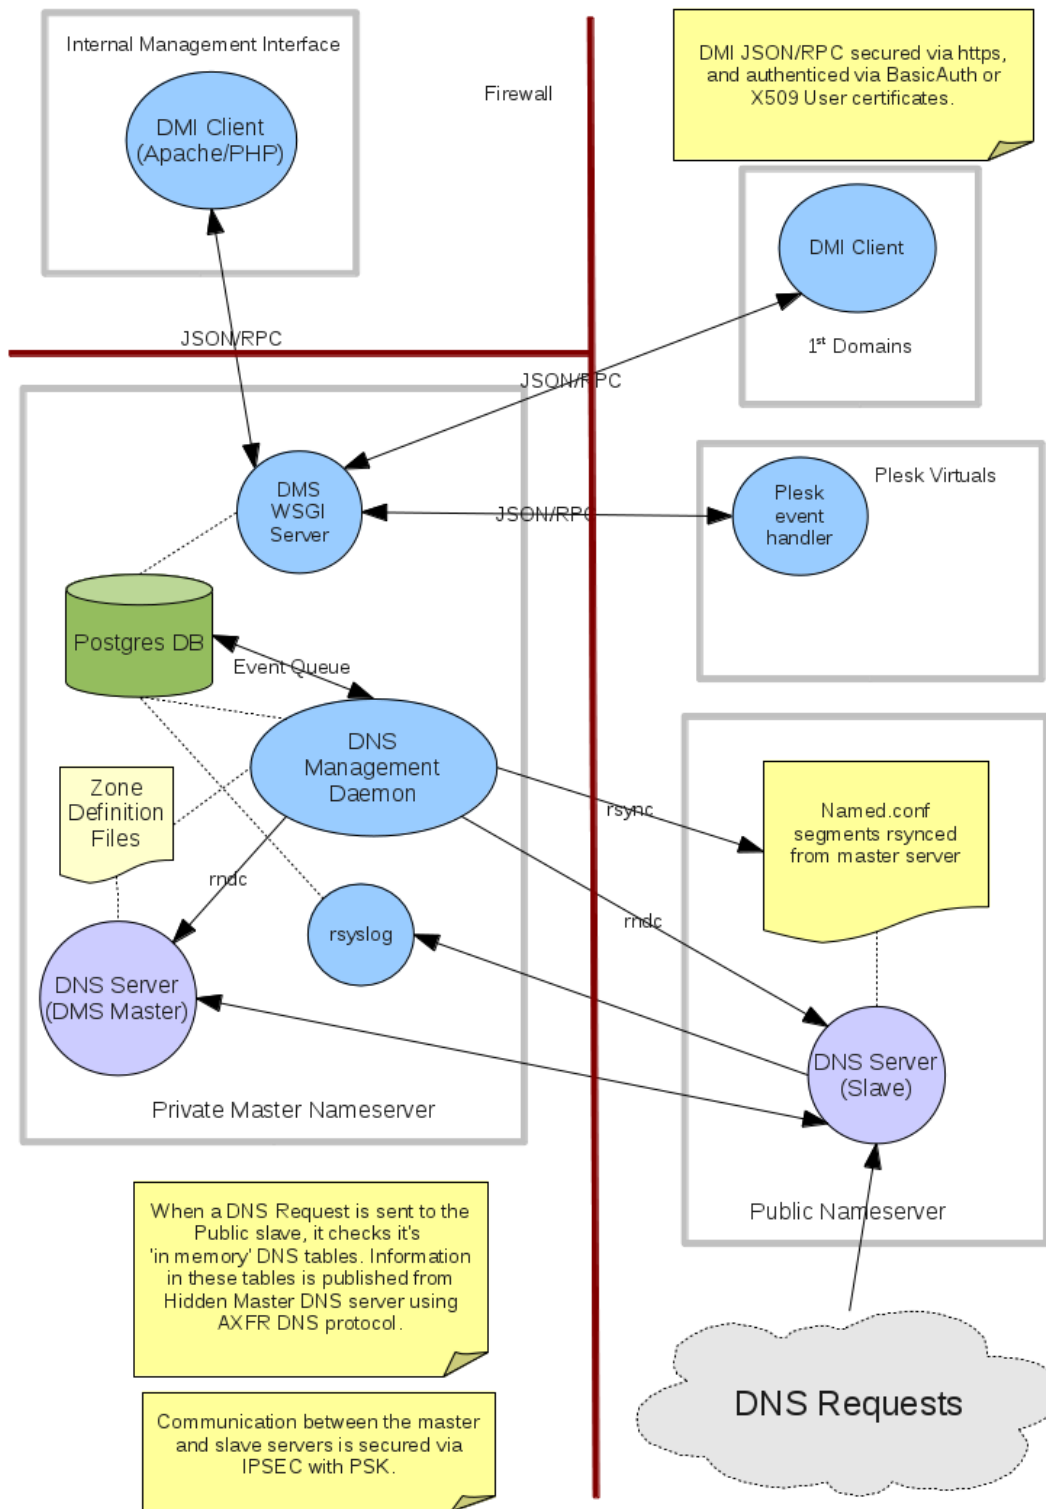 Internal Management Interface
DMI Client
(Apache/PHP)
Firewall
DMI JSON/RPC secured via https,
and authenticed via BasicAuth or
X509 User certificates.
DMI Client
1st Domains
JSON/RPC
JSON/RPC
DMS
WSGI
Server
JSON/RPC
Plesk
event
handler
Plesk Virtuals
Postgres DB
Event Queue
DNS
Management
Daemon
Zone
Definition
Files
rsync
Named.conf
segments rsynced
from master server
rndc
rndc
rsyslog
DNS Server
(DMS Master)
DNS Server
(Slave)
Private Master Nameserver
Public Nameserver
When a DNS Request is sent to the
Public slave, it checks it's
'in memory' DNS tables. Information
in these tables is published from
Hidden Master DNS server using
AXFR DNS protocol.
DNS Requests
Communication between the master
and slave servers is secured via
IPSEC with PSK.